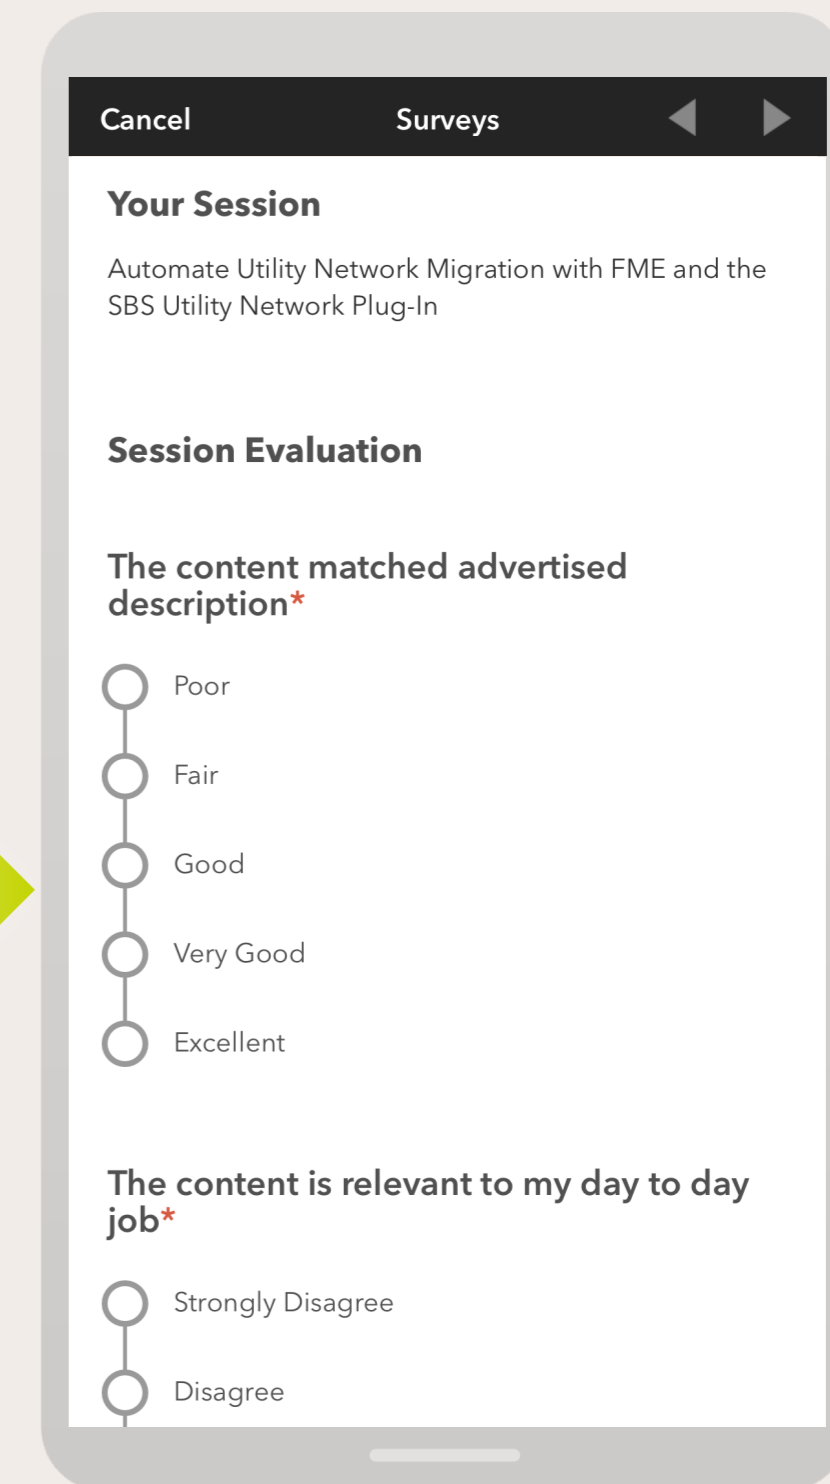 Cancel Surveys
Your Session
Automate Utility Network Migration with FME and the
SBS Utility Network Plug-In
Session Evaluation
The content matched advertised
description*
Poor
Fair
Good
Very Good
Excellent
The content is relevant to my day to day
job*
Strongly Disagree
Disagree